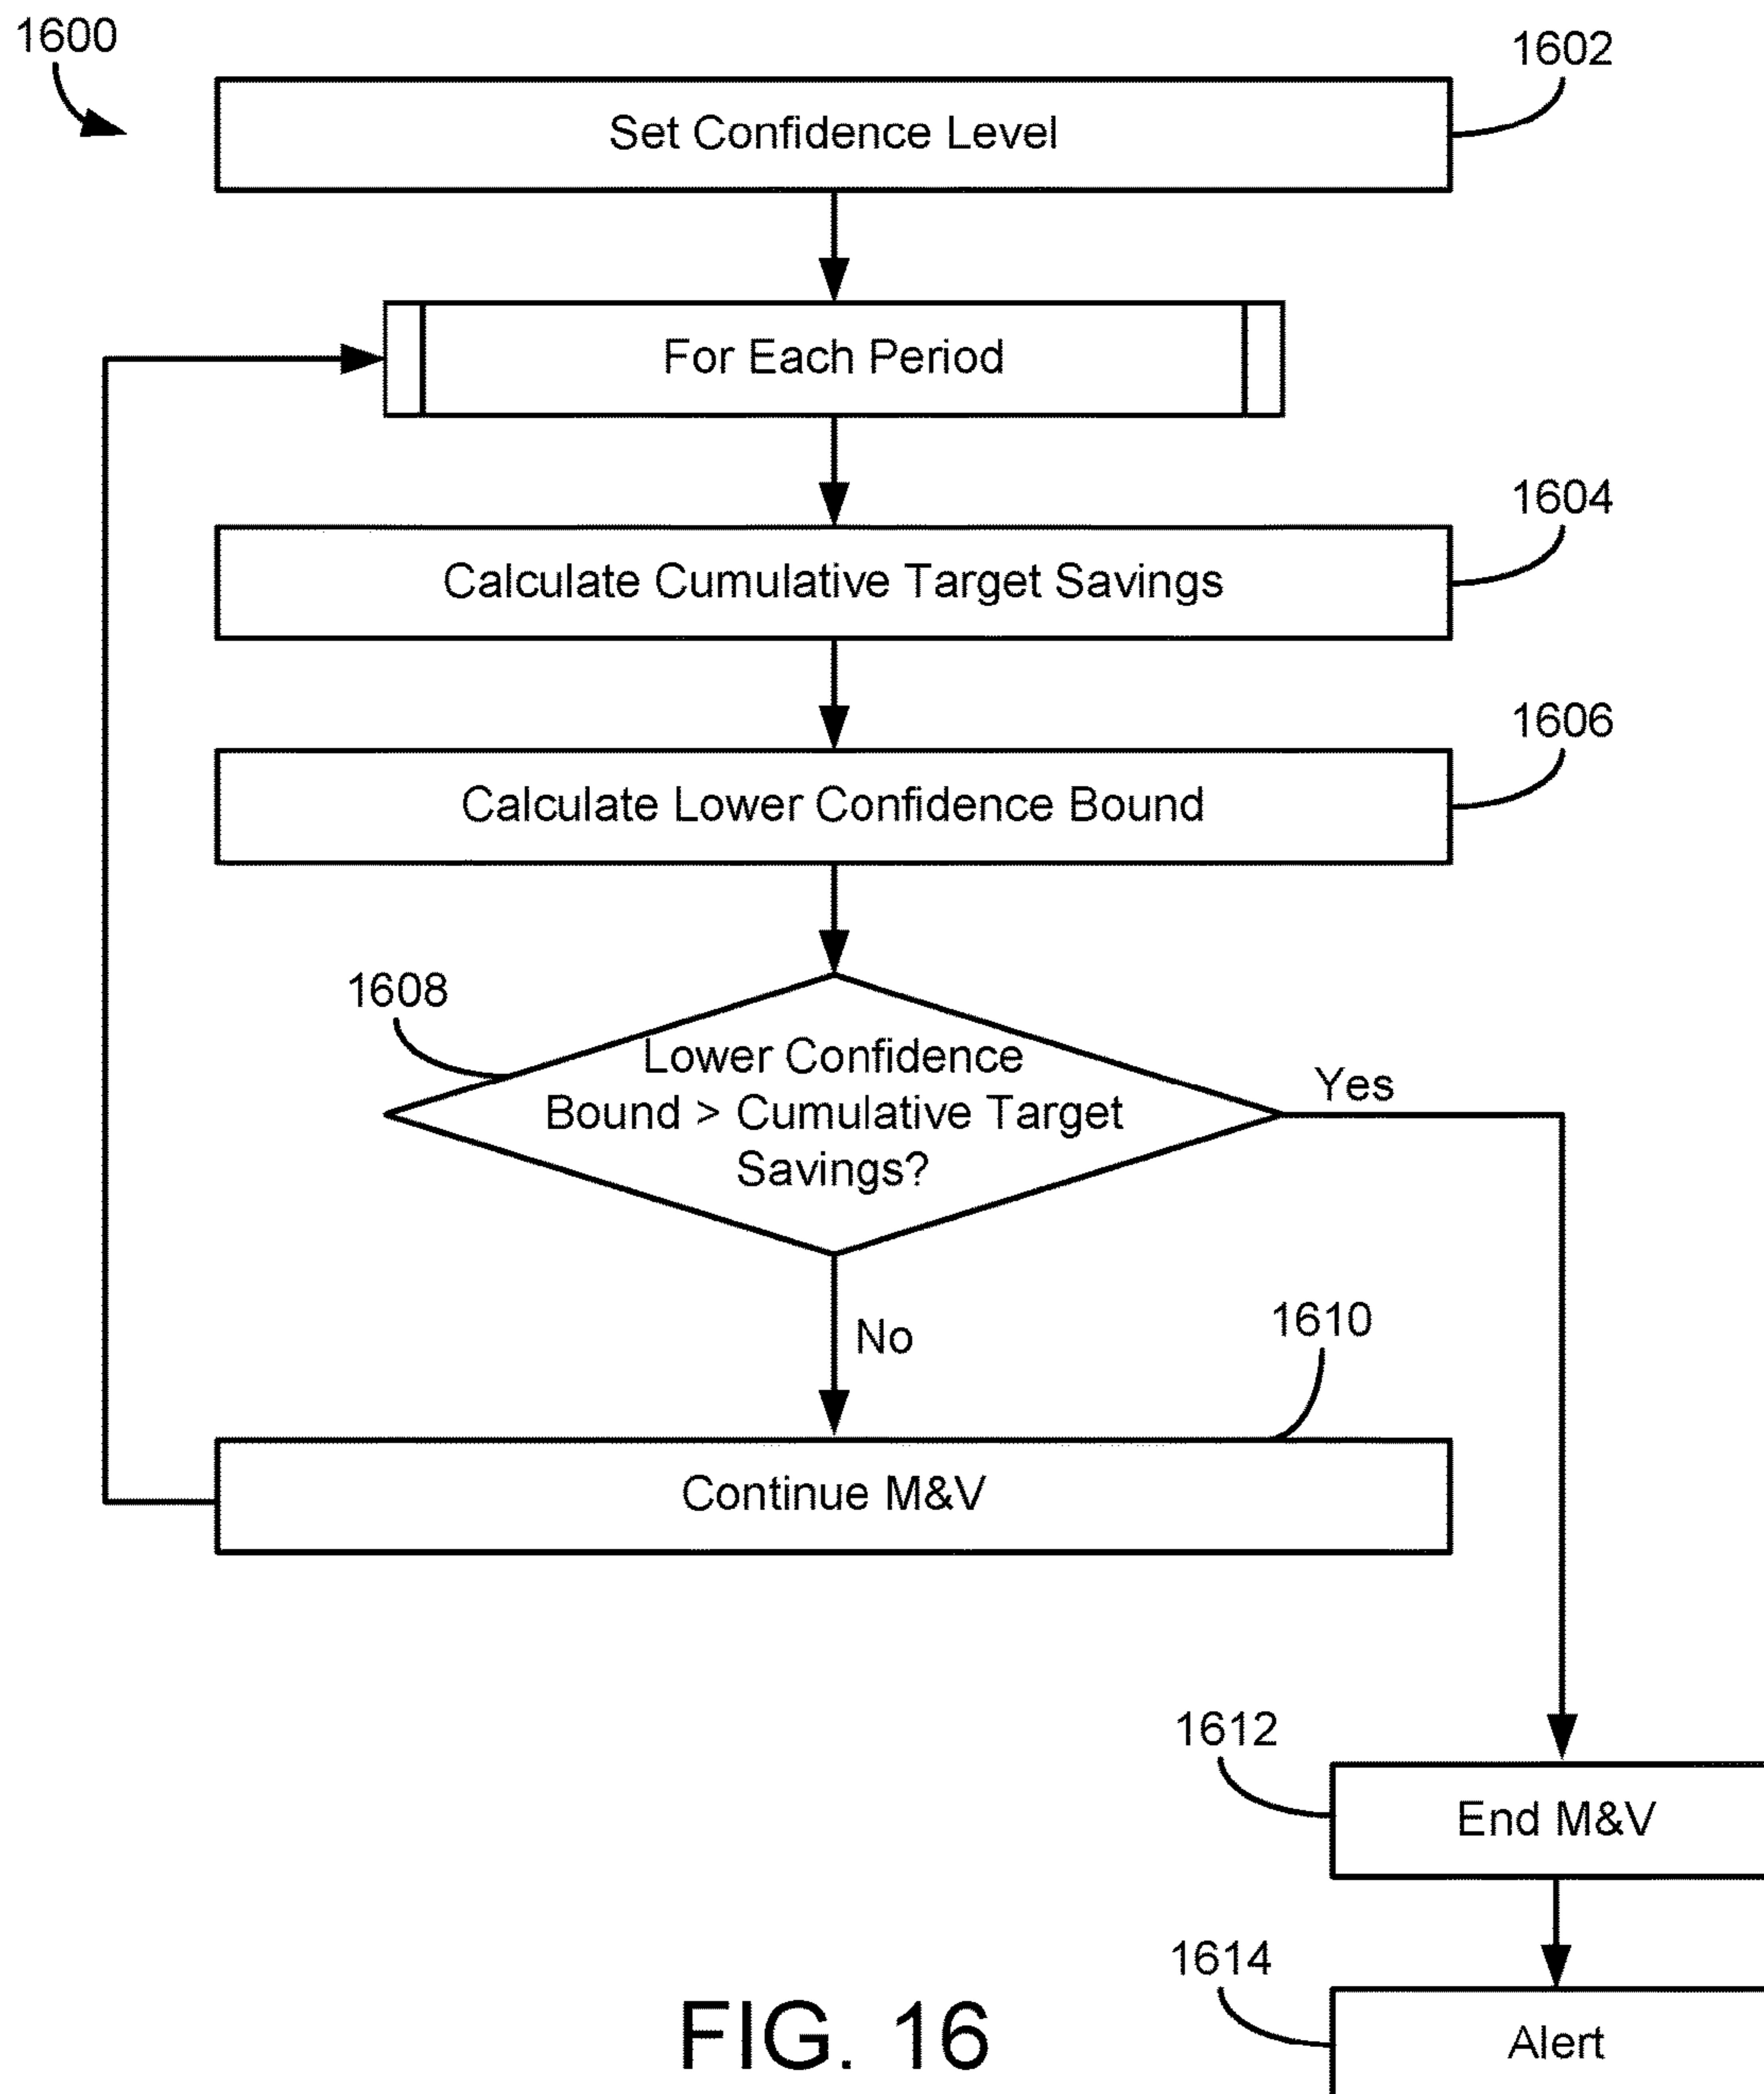 1600
1602
Set Confidence Level
For Each Period
1604
Calculate Cumulative Target Savings
1606
Calculate Lower Confidence Bound
1608
Lower Confidence
Bound > Cumulative Target
Savings?
Yes
No
1610
Continue M&V
1612
End M&V
1614
Alert
FIG. 16